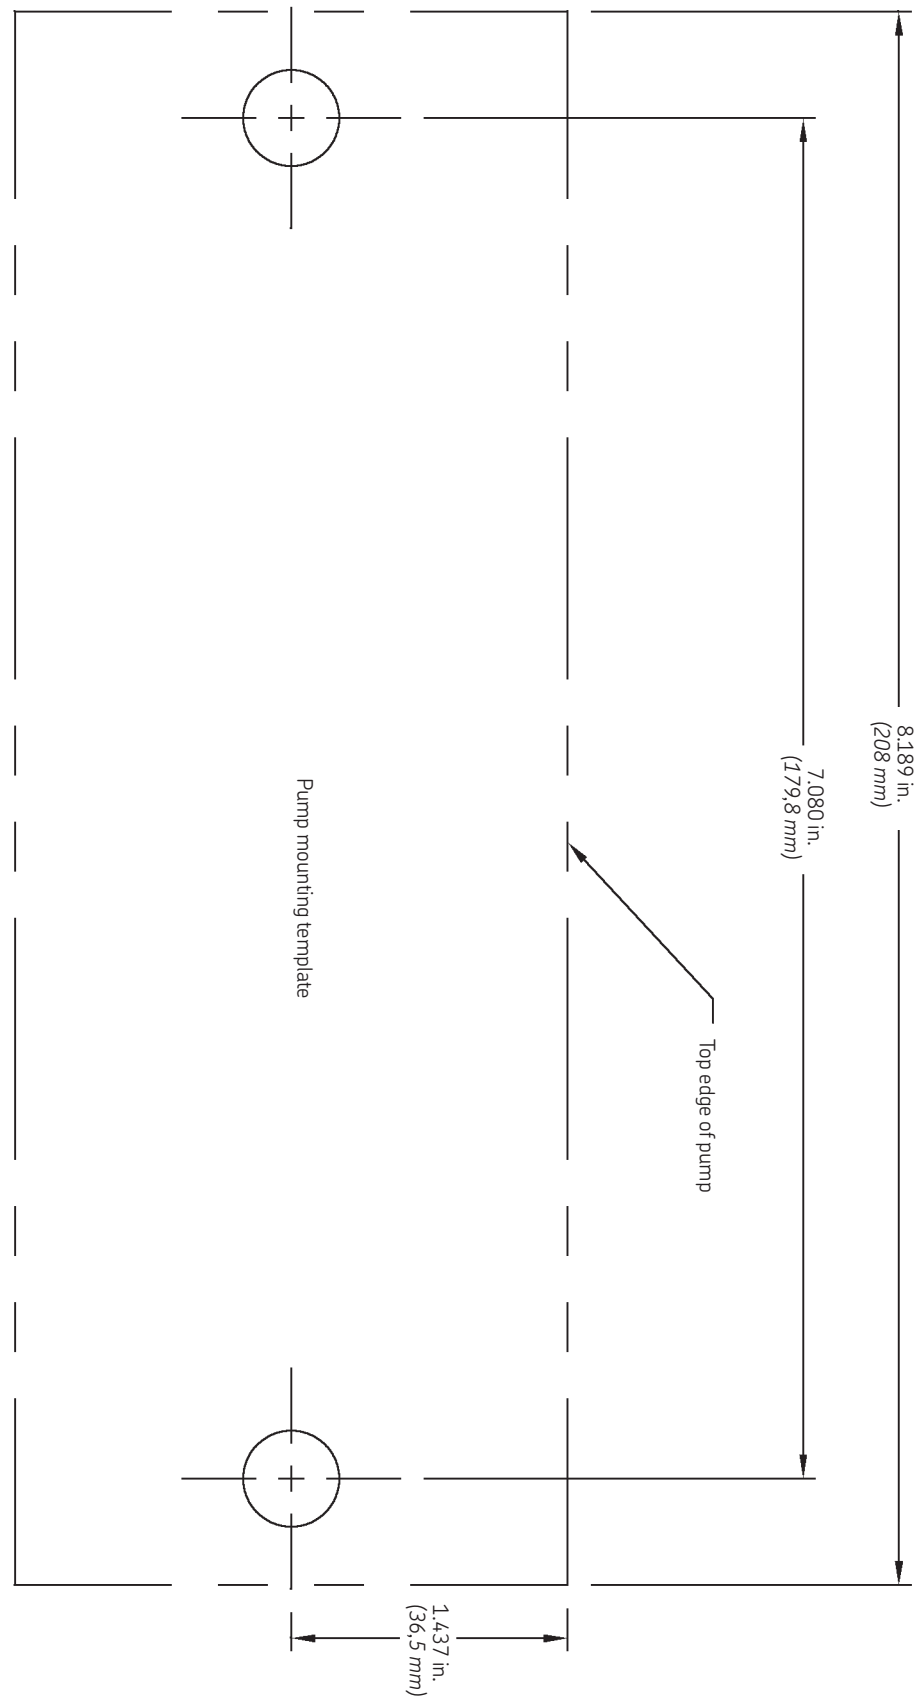 8.189 in.
(208 mm)
7.080 in.
(179,8 mm)
Top edge of pump
Pump mounting template
1.437 in.
(36,5 mm)